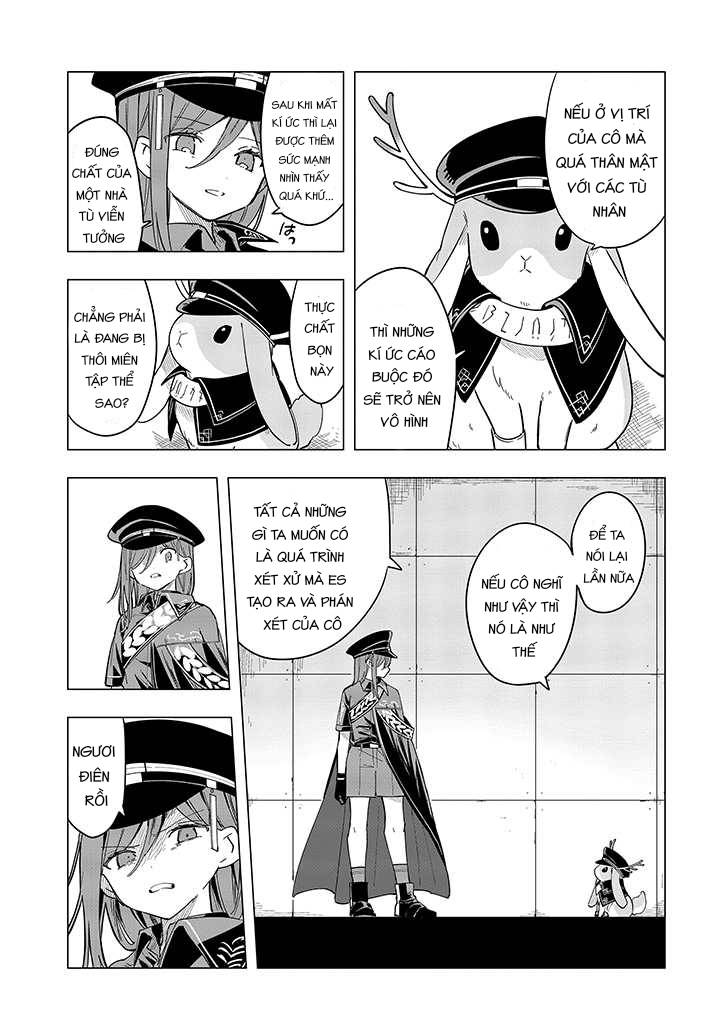 NẾU Ở VỊ TRÍ
CỦA CÔ MÀ
QUÁ THÂN MẬT
VỚI CÁC TÙ
NHÂN
THÌ NHỮNG
KÍ ỨC CÁO
BUỘC ĐÓ
SẼ TRỞ NÊN
VÔ HÌNH
SAU KHI MẤT
KÍ ỨC THÌ LẠI
ĐƯỢC THÊM
SỨC MẠNH
NHÌN THẤY
QUÁ KHỨ...
ĐÚNG
CHẤT CỦA
MỘT NHÀ
TÙ VIỄN
TƯỞNG
はっ
THỰC
CHẤT
BỌN
NÀY
CHẲNG PHẢI
LÀ ĐANG BỊ
THÔI MIÊN
TẬP THỂ
SAO?
ĐỂ TA
NÓI LẠI
LẦN NỮA
NẾU CÔ NGHĨ
NHƯ VẬY THÌ
NÓ LÀ NHƯ
THẾ
TẤT CẢ NHỮNG
GÌ TA MUỐN CÓ
LÀ QUÁ TRÌNH
XÉT XỬ MÀ ES
TẠO RA VÀ PHÁN
XÉT CỦA CÔ
NGƯƠI
ĐIÊN
RỒI